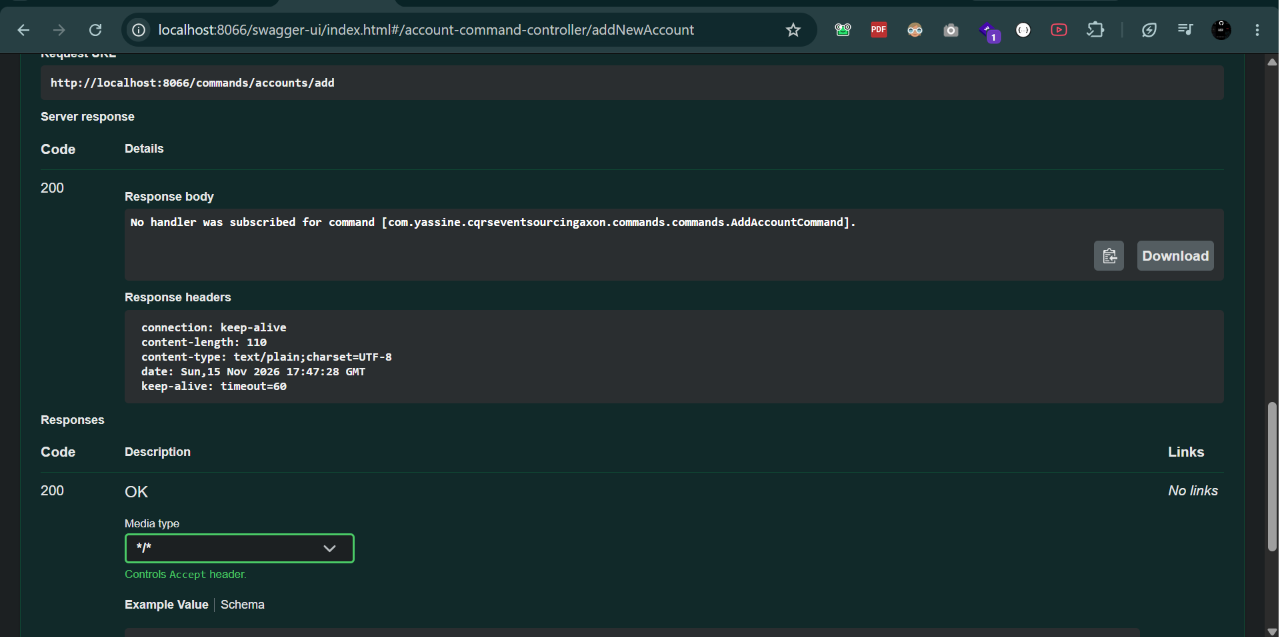 localhost:8066/swagger-ui/index.html#/account-command-controller/addNewAccount
PDF
1
Request URL
http://localhost:8066/commands/accounts/add
Server response
Code Details
200
Response body
No handler was subscribed for command [com.yassine.cqrseventsourcingaxon.commands.commands.AddAccountCommand].
Download
Response headers
connection: keep-alive
content-length: 110
content-type: text/plain;charset=UTF-8
date: Sun,15 Nov 2026 17:47:28 GMT
keep-alive: timeout=60
Responses
Code Description Links
200 OK No links
Media type
*/*
Controls Accept header.
Example Value Schema